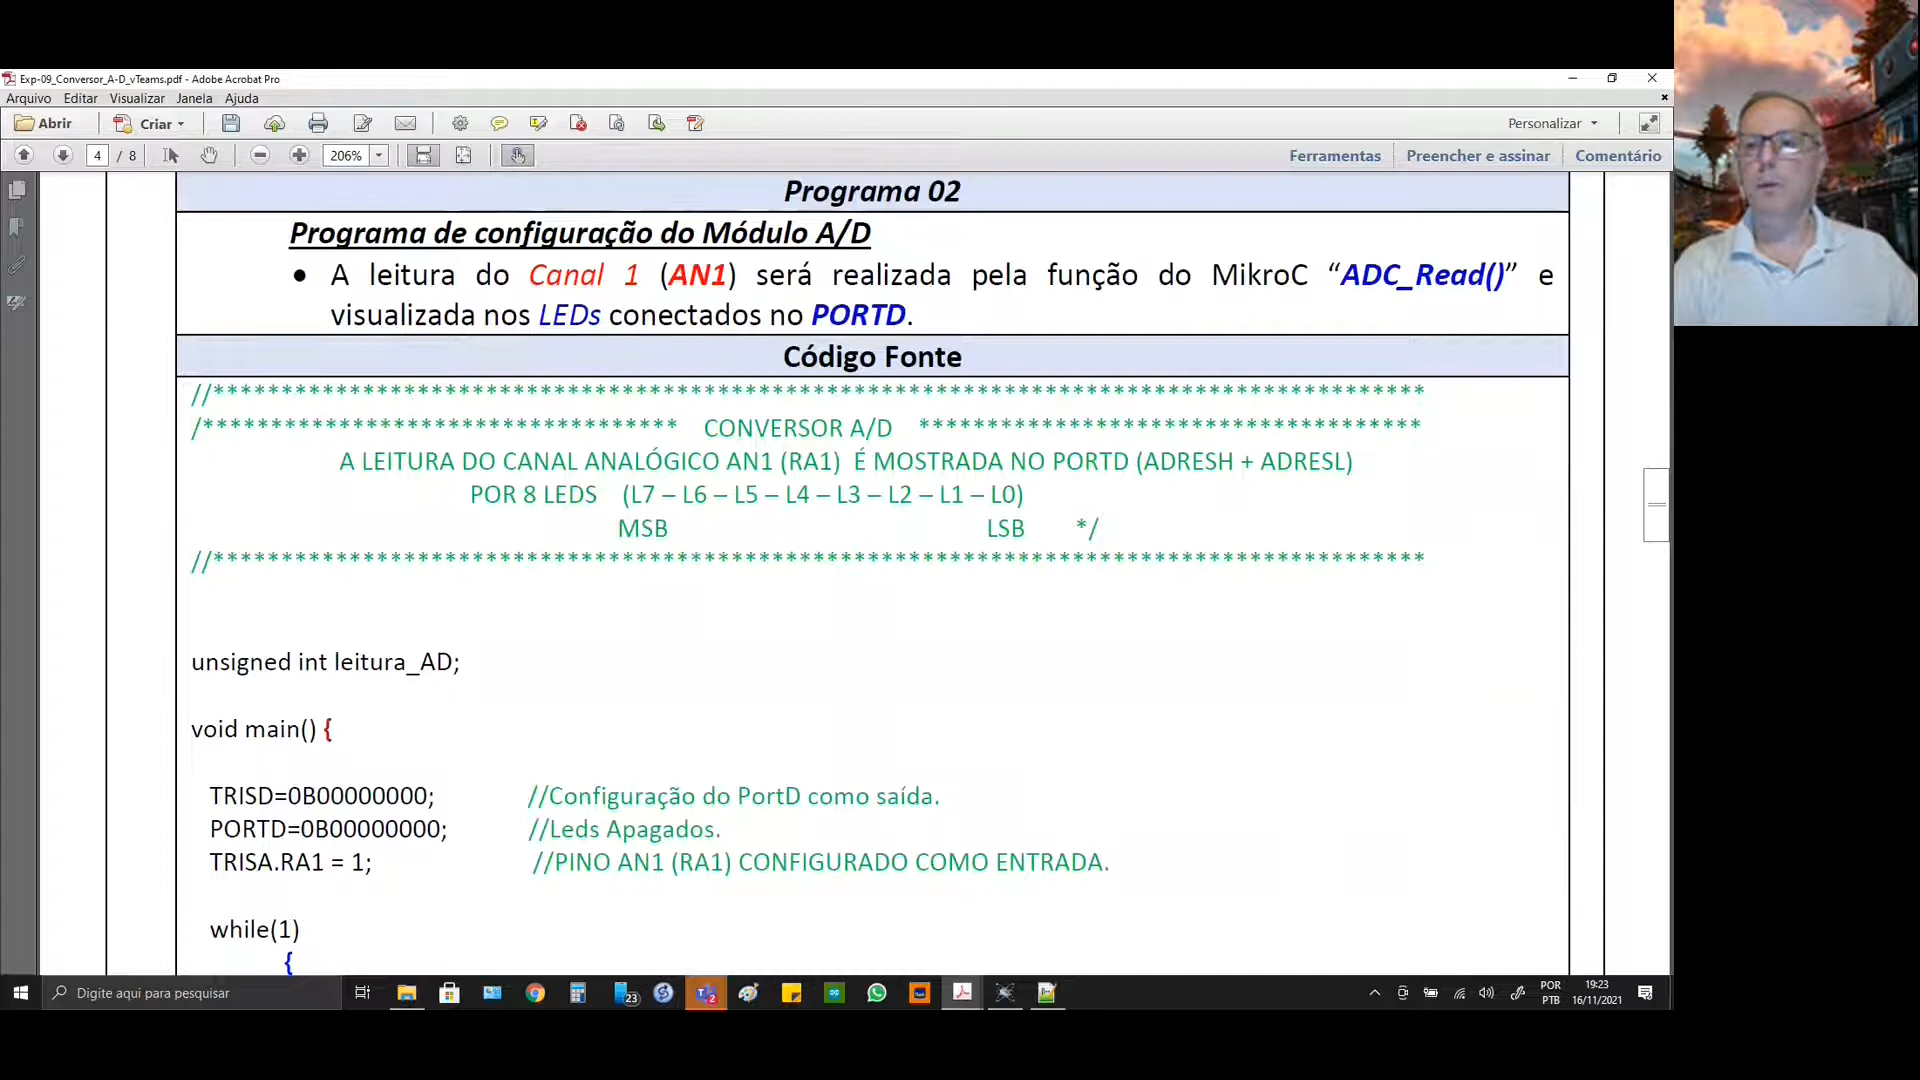 Exp-09_Conversor_A-D_vTeams.pdf - Adobe Acrobat Pro
Arquivo Editar Visualizar Janela Ajuda
Abrir Criar Personalizar
4 / 8 206% Ferramentas Preencher e assinar Comentário
Programa 02
Programa de configuração do Módulo A/D
• A leitura do Canal 1 (AN1) será realizada pela função do MikroC “ADC_Read()” e
visualizada nos LEDs conectados no PORTD.
Código Fonte
//******************************************************************************************
/*********************************** CONVERSOR A/D *************************************
A LEITURA DO CANAL ANALÓGICO AN1 (RA1) É MOSTRADA NO PORTD (ADRESH + ADRESL)
POR 8 LEDS (L7 – L6 – L5 – L4 – L3 – L2 – L1 – L0)
MSB LSB */
//******************************************************************************************
unsigned int leitura_AD;
void main() {
TRISD=0B00000000; //Configuração do PortD como saída.
PORTD=0B00000000; //Leds Apagados.
TRISA.RA1 = 1; //PINO AN1 (RA1) CONFIGURADO COMO ENTRADA.
while(1)
{
Digite aqui para pesquisar
23
2
POR
PTB
19:23
16/11/2021